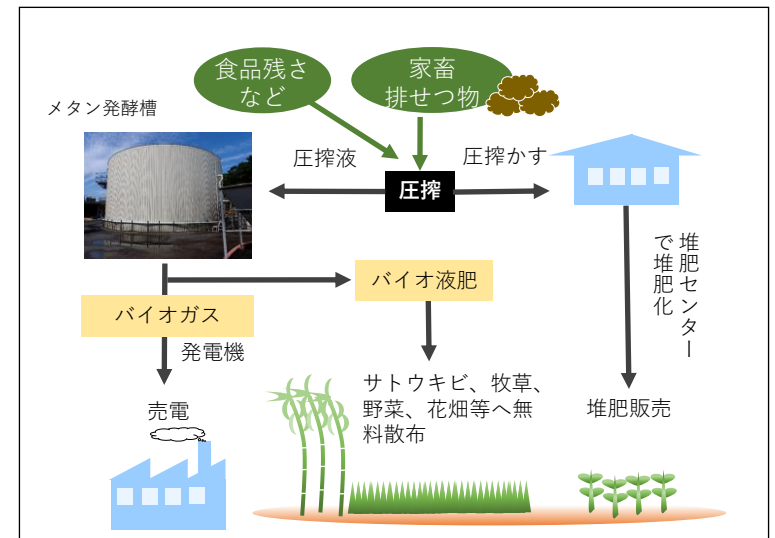 食品残さ
など
家畜
排せつ物
メタン発酵槽
圧搾液
圧搾かす
圧搾
堆肥センター
で堆肥化
バイオ液肥
バイオガス
発電機
サトウキビ、牧草、
野菜、花畑等へ無
料散布
売電
堆肥販売